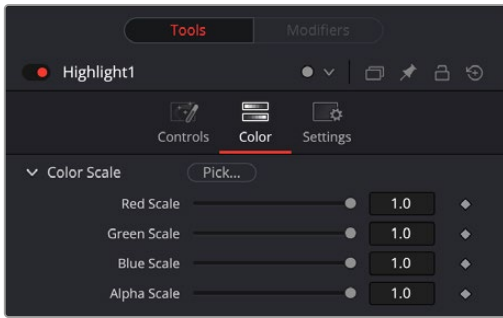 Tools Modifiers
Highlight1
Controls Color Settings
Color Scale Pick...
Red Scale 1.0
Green Scale 1.0
Blue Scale 1.0
Alpha Scale 1.0